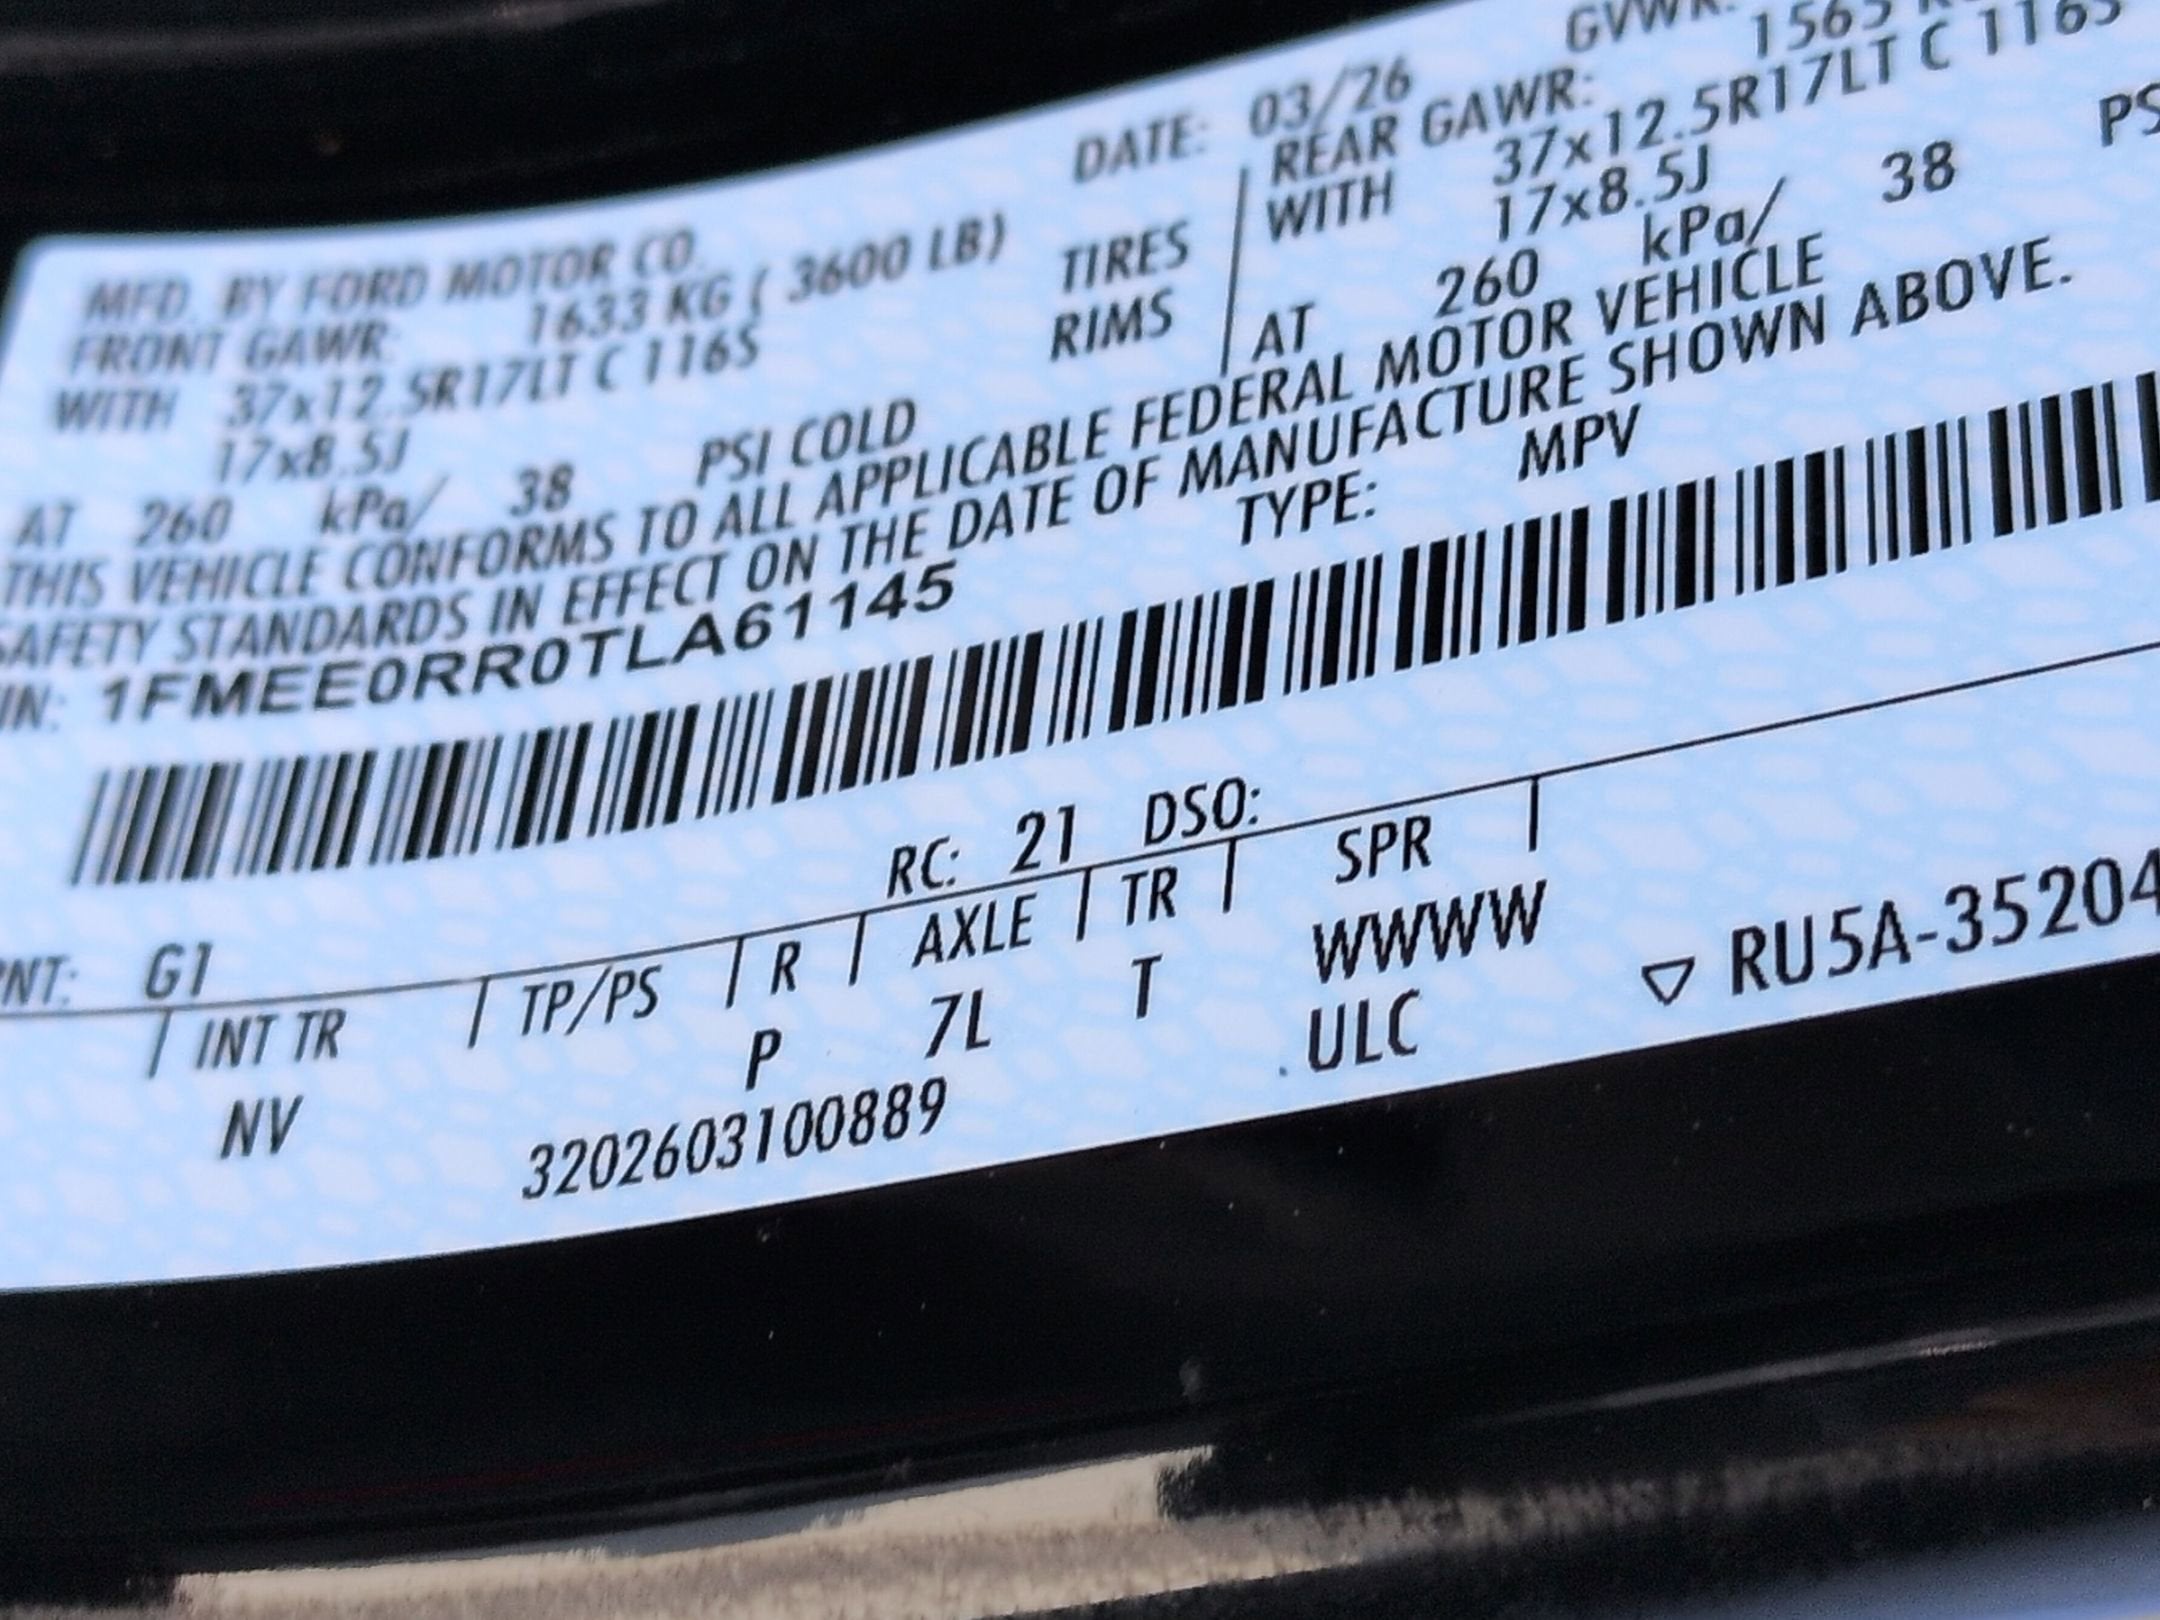 MFD. BY FORD MOTOR CO.
DATE: 03/26
GVWR:
FRONT GAWR: 1633 KG ( 3600 LB)
REAR GAWR: 1565
WITH 37x12.5R17LT C 116S
TIRES
WITH 37x12.5R17LT C 116S
17x8.5J
RIMS
17x8.5J
AT 260 kPa/ 38 PSI COLD
AT 260 kPa/ 38 PS
THIS VEHICLE CONFORMS TO ALL APPLICABLE FEDERAL MOTOR VEHICLE
SAFETY STANDARDS IN EFFECT ON THE DATE OF MANUFACTURE SHOWN ABOVE.
IN: 1FMEE0RR0TLA61145
TYPE: MPV
NT: G1
RC: 21 DSO:
INT TR TP/PS R AXLE TR SPR
NV P 7L T WWWW
3202603100889
. ULC
▽ RU5A-35204